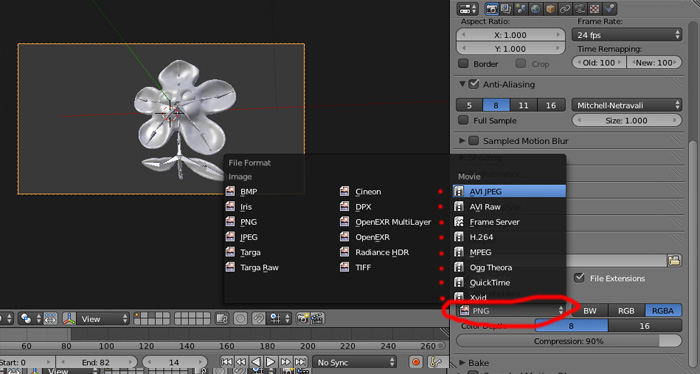 Aspect Ratio: Frame Rate:
X: 1.000 24 fps
Y: 1.000 Time Remapping:
Border Crop Old: 100 New: 100
Anti-Aliasing
5 8 11 16 Mitchell-Netravali
Full Sample Size: 1.000
Sampled Motion Blur
File Format
Image Movie
BMP Cineon AVI JPEG
Iris DPX AVI Raw
PNG OpenEXR MultiLayer Frame Server
JPEG OpenEXR H.264
Targa Radiance HDR MPEG
Targa Raw TIFF Ogg Theora
File Extensions
QuickTime
Xvid
PNG BW RGB RGBA
View
Color Depth: 8 16
Compression: 90%
60 80 100 120 140 160 180 200 220 240 260
Start: 0 End: 82 14 No Sync
Bake
View